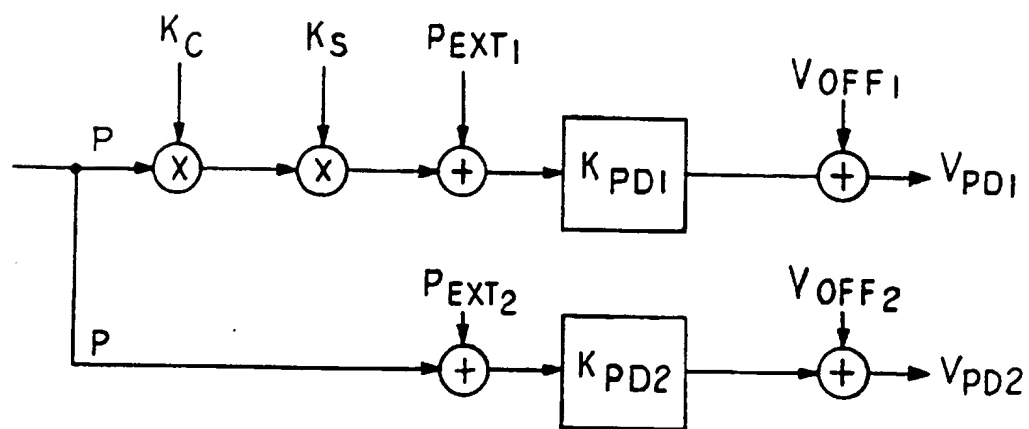 K_C K_S P_EXT1 V_OFF1
P X X + K_PD1 + V_PD1
P_EXT2 V_OFF2
P + K_PD2 + V_PD2